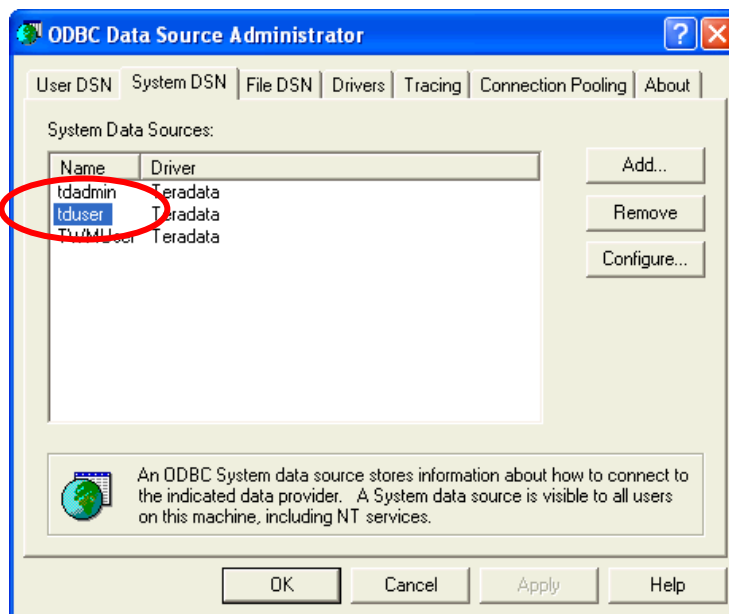 ODBC Data Source Administrator
?
User DSN System DSN File DSN Drivers Tracing Connection Pooling About
System Data Sources:
Name Driver
tdadmin Teradata
tduser Teradata
TWMUser Teradata
Add...
Remove
Configure...
An ODBC System data source stores information about how to connect to
the indicated data provider. A System data source is visible to all users
on this machine, including NT services.
OK Cancel Apply Help